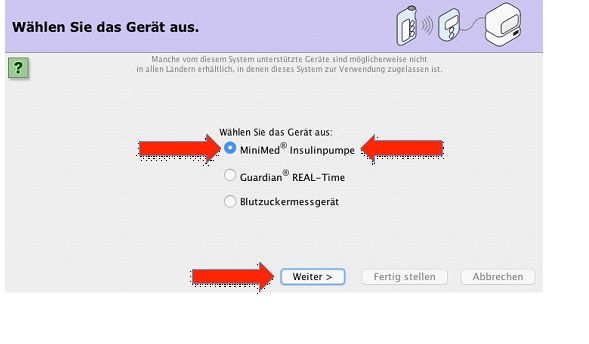 Wählen Sie das Gerät aus.
?
Manche vom diesem System unterstützte Geräte sind möglicherweise nicht
in allen Ländern erhältlich, in denen dieses System zur Verwendung zugelassen ist.
Wählen Sie das Gerät aus:
MiniMed® Insulinpumpe
Guardian® REAL-Time
Blutzuckermessgerät
Weiter > Fertig stellen Abbrechen